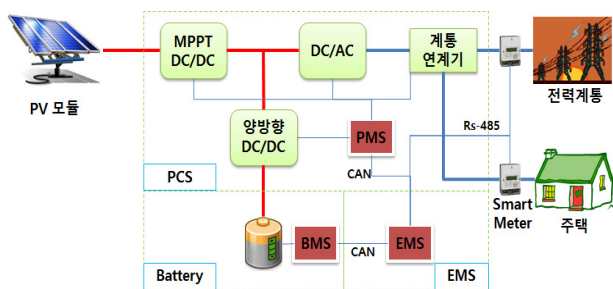 MPPT
DC/DC
DC/AC
계통
연계기
PV 모듈
전력계통
양방향
DC/DC
PMS
Rs-485
CAN
PCS
Smart
Meter
주택
BMS
CAN
EMS
Battery
EMS